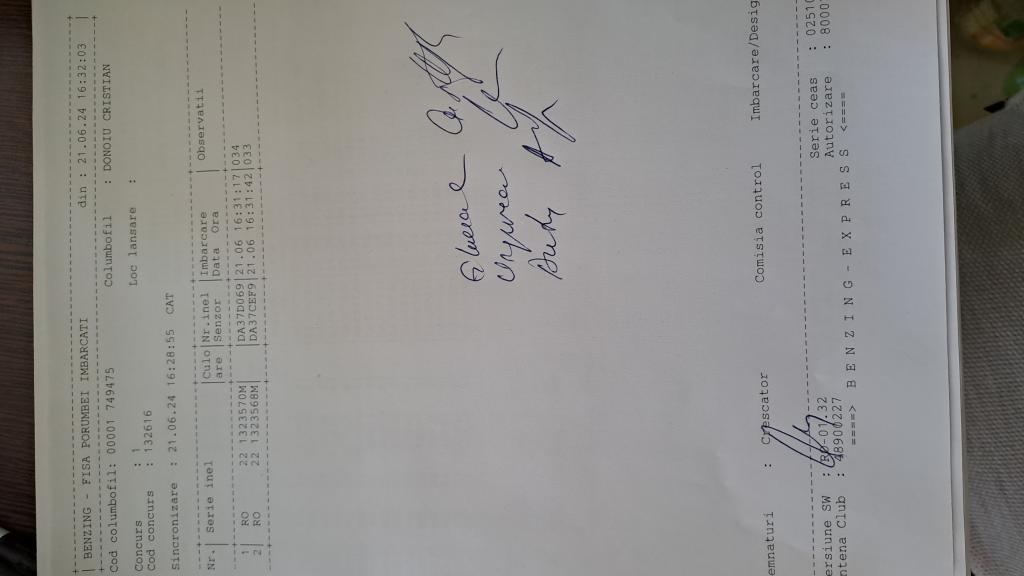 BENZING - FISA PORUMBEI IMBARCATI din : 21.06.24 16:32:03
Cod columbofil: 00001 749475 Columbofil : DONOIU CRISTIAN
Concurs : 1 Loc lansare :
Cod concurs : 132616
Sincronizare : 21.06.24 16:28:55 CAT
Nr.| Serie inel |Culo|Nr.inel|Imbarcare | Observatii
| |are |Senzor |Data Ora |
1| RO 22 1323570M| |DA37D069|21.06 16:31:17|034
2| RO 22 1323568M| |DA37CEF9|21.06 16:31:42|033
Andy
emnaturi : Crescator Comisia control Imbarcare/Desig
ersiune SW : -01.32 Serie ceas : 0251
ntena Club : 48900227 Autorizare : 8000
====> B E N Z I N G - E X P R E S S <====